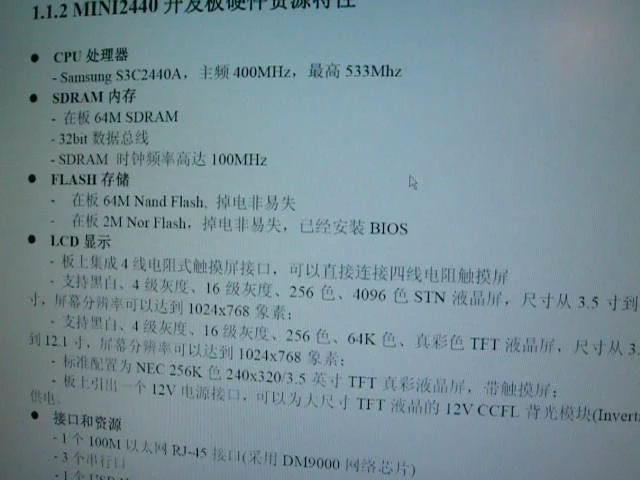 1.1.2 MINI2440 开发板硬件资源特性
● CPU 处理器
- Samsung S3C2440A，主频 400MHz，最高 533Mhz
● SDRAM 内存
- 在板 64M SDRAM
- 32bit 数据总线
- SDRAM 时钟频率高达 100MHz
● FLASH 存储
- 在板 64M Nand Flash, 掉电非易失
- 在板 2M Nor Flash，掉电非易失，已经安装 BIOS
● LCD 显示
- 板上集成 4 线电阻式触摸屏接口，可以直接连接四线电阻触摸屏
- 支持黑白、4 级灰度、16 级灰度、256 色、4096 色 STN 液晶屏，尺寸从 3.5 寸到
寸，屏幕分辨率可以达到 1024x768 象素；
- 支持黑白、4 级灰度、16 级灰度、256 色、64K 色、真彩色 TFT 液晶屏，尺寸从 3.
到 12.1 寸，屏幕分辨率可以达到 1024x768 象素；
- 标准配置为 NEC 256K 色 240x320/3.5 英寸 TFT 真彩液晶屏，带触摸屏；
- 板上引出一个 12V 电源接口，可以为大尺寸 TFT 液晶的 12V CCFL 背光模块(Invert
供电。
● 接口和资源
- 1 个 100M 以太网 RJ-45 接口(采用 DM9000 网络芯片)
- 3 个串行口